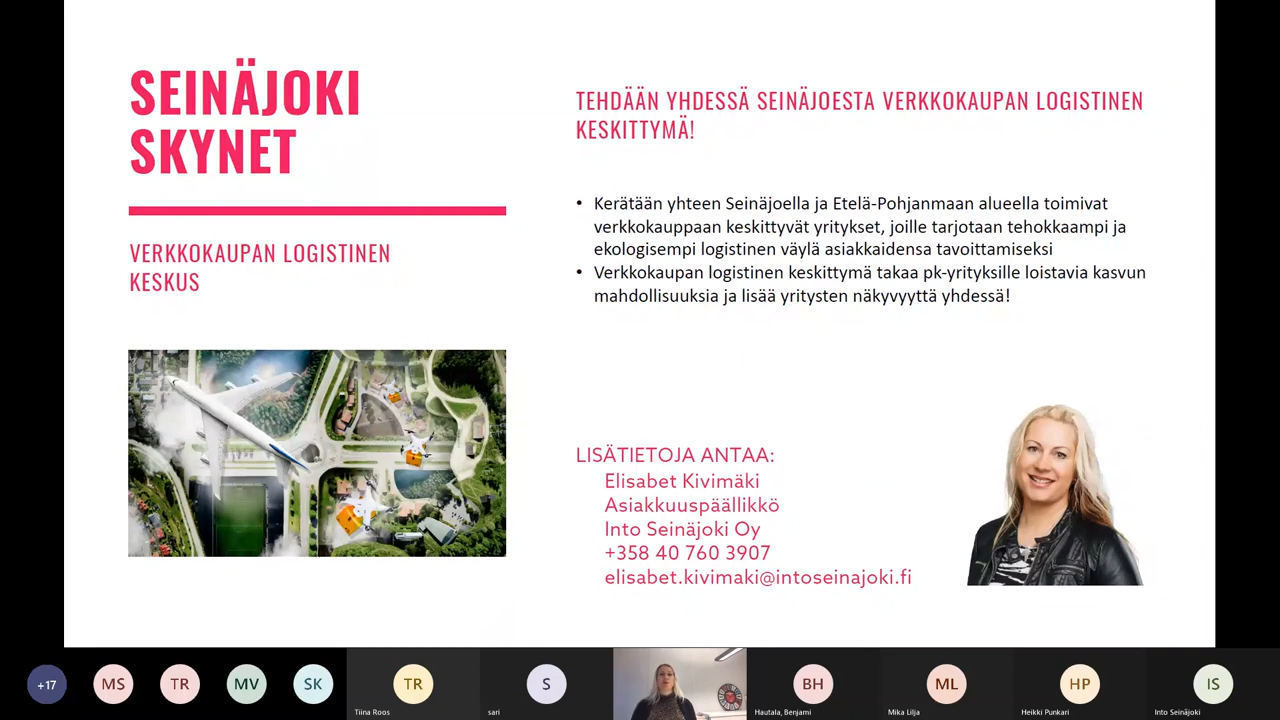 SEINÄJOKI
SKYNET
VERKKOKAUPAN LOGISTINEN
KESKUS
TEHDÄÄN YHDESSÄ SEINÄJOESTA VERKKOKAUPAN LOGISTINEN
KESKITTYMÄ!
• Kerätään yhteen Seinäjoella ja Etelä-Pohjanmaan alueella toimivat
verkkokauppaan keskittyvät yritykset, joille tarjotaan tehokkaampi ja
ekologisempi logistinen väylä asiakkaidensa tavoittamiseksi
• Verkkokaupan logistinen keskittymä takaa pk-yrityksille loistavia kasvun
mahdollisuuksia ja lisää yritysten näkyvyyttä yhdessä!
LISÄTIETOJA ANTAA:
Elisabet Kivimäki
Asiakkuuspäällikkö
Into Seinäjoki Oy
+358 40 760 3907
elisabet.kivimaki@intoseinajoki.fi
+17
MS
TR
MV
SK
TR
Tiina Roos
S
sari
BH
Hautala, Benjami
ML
Mika Lilja
HP
Heikki Punkari
IS
Into Seinäjoki